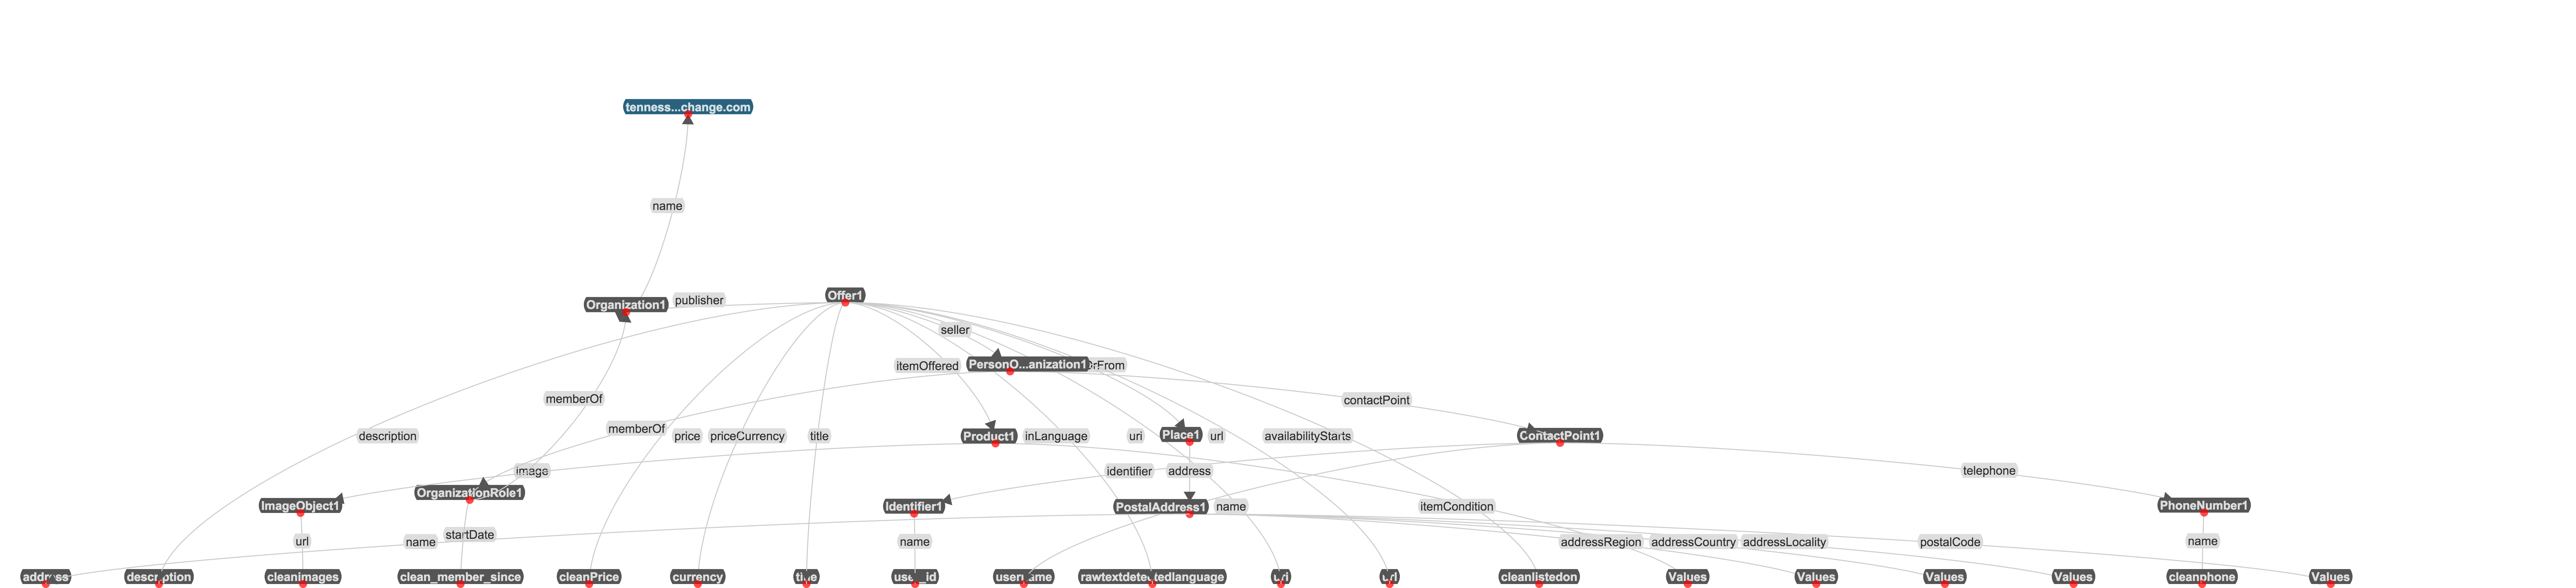 tenness...change.com
name
Organization1
publisher
Offer1
seller
itemOffered
PersonO...anization1
rFrom
memberOf
contactPoint
description
memberOf
price
priceCurrency
title
Product1
inLanguage
uri
Place1
url
availabilityStarts
ContactPoint1
image
identifier
address
telephone
ImageObject1
OrganizationRole1
Identifier1
PostalAddress1
name
itemCondition
PhoneNumber1
url
name
startDate
name
addressRegion
addressCountry
addressLocality
postalCode
name
address
description
cleanimages
clean_member_since
cleanPrice
currency
title
user_id
username
rawtextdetectedlanguage
uri
url
cleanlistedon
Values
Values
Values
Values
cleanphone
Values